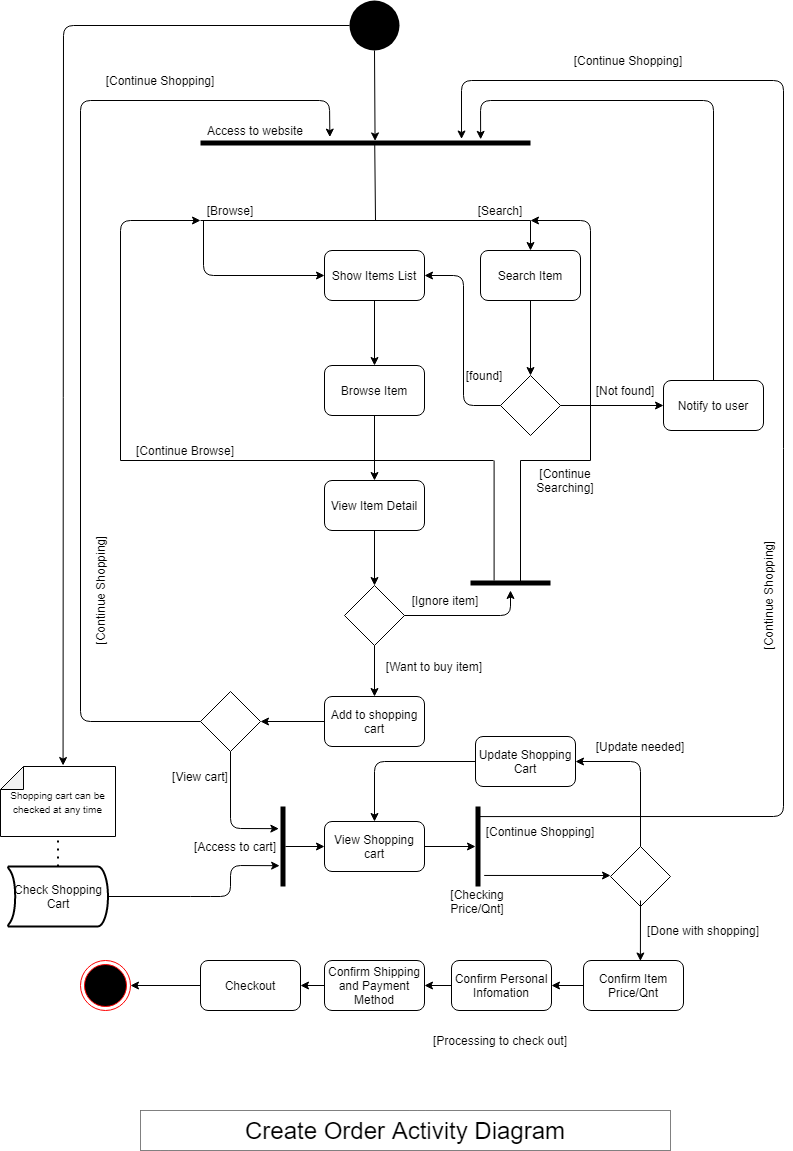 [Continue Shopping]
[Continue Shopping]
Access to website
[Browse]
[Search]
Show Items List
Search Item
[found]
[Not found]
Browse Item
Notify to user
[Continue Browse]
[Continue
Searching]
View Item Detail
[Continue Shopping]
[Continue Shopping]
[Ignore item]
[Want to buy item]
Add to shopping
cart
[View cart]
Update Shopping
Cart
[Update needed]
Shopping cart can be
checked at any time
[Access to cart]
View Shopping
cart
[Continue Shopping]
Check Shopping
Cart
[Checking
Price/Qnt]
[Done with shopping]
Checkout
Confirm Shipping
and Payment
Method
Confirm Personal
Infomation
Confirm Item
Price/Qnt
[Processing to check out]
Create Order Activity Diagram